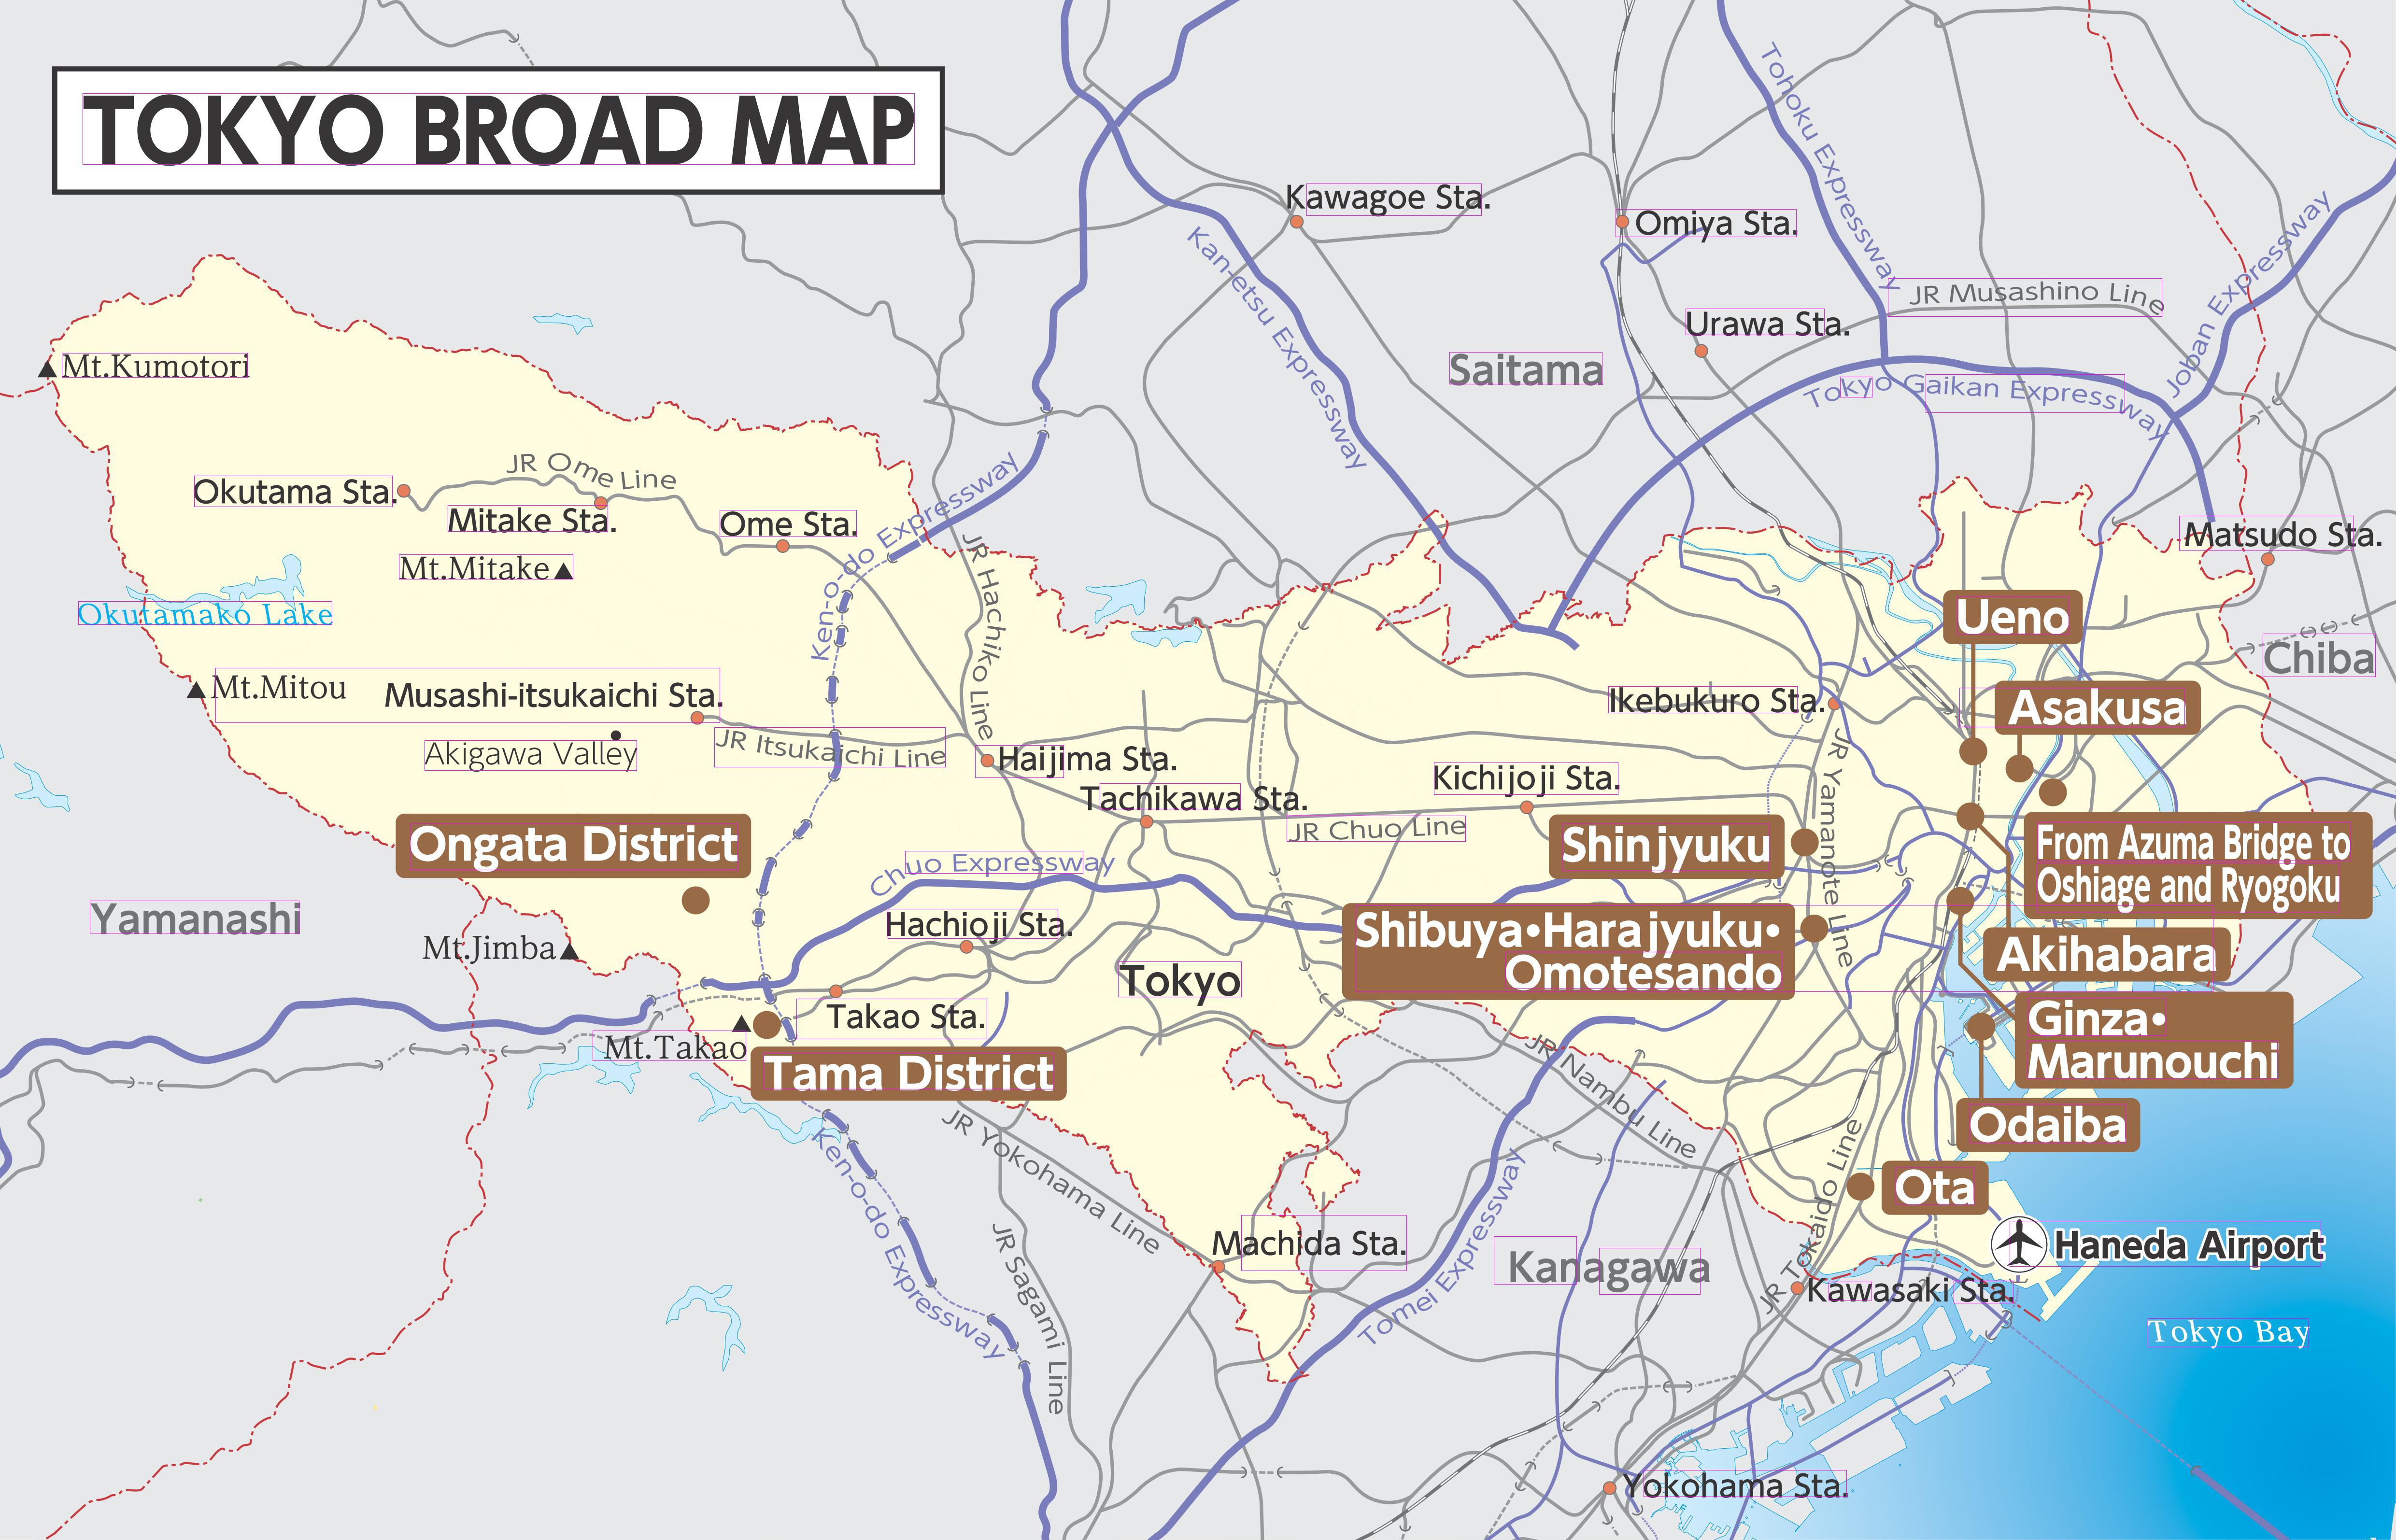 TOKYO BROAD MAP
Tohoku Expressway
Kawagoe Sta.
Omiya Sta.
Kan-etsu Expressway
Joban Expressway
JR Musashino Line
Urawa Sta.
Saitama
Mt.Kumotori
Tokyo Gaikan Expressway
JR Ome Line
Okutama Sta.
Mitake Sta.
Ome Sta.
Ken-o-do Expressway
Matsudo Sta.
Mt.Mitake
JR Hachiko Line
Okutamako Lake
Ueno
Chiba
Mt.Mitou
Musashi-itsukaichi Sta.
Ikebukuro Sta.
Asakusa
Akigawa Valley
JR Itsukaichi Line
Haijima Sta.
JR Yamanote Line
Kichijoji Sta.
Tachikawa Sta.
JR Chuo Line
Ongata District
Shinjyuku
From Azuma Bridge to
Oshiage and Ryogoku
Chuo Expressway
Yamanashi
Hachioji Sta.
Shibuya•Harajyuku•
Omotesando
Mt.Jimba
Akihabara
Tokyo
Takao Sta.
Ginza•
Marunouchi
Mt.Takao
Tama District
JR Nambu Line
Odaiba
JR Yokohama Line
Ken-o-do Expressway
Tomei Expressway
JR Tokaido Line
Ota
JR Sagami Line
Machida Sta.
Kanagawa
Haneda Airport
Kawasaki Sta.
Tokyo Bay
Yokohama Sta.